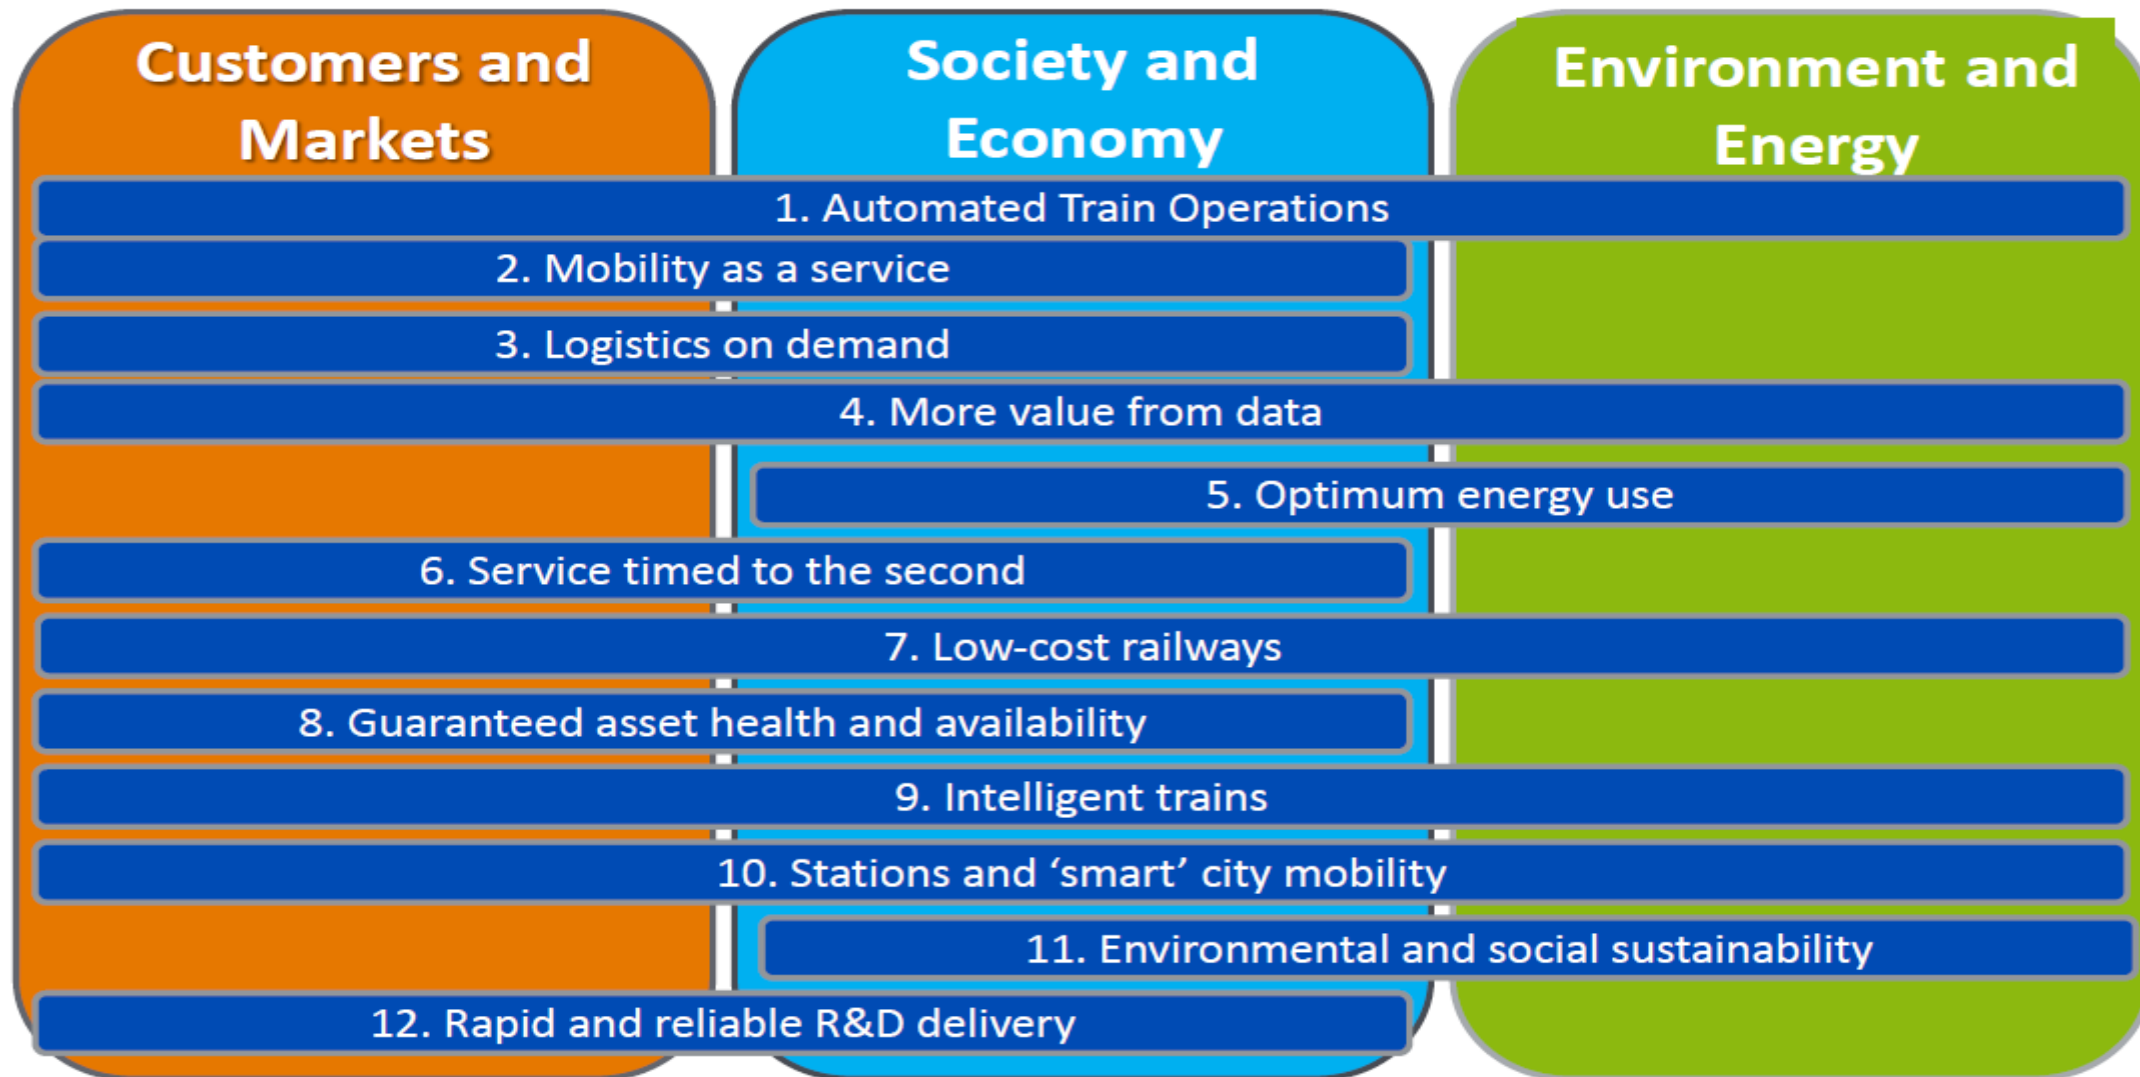 Customers and
Markets
Society and
Economy
Environment and
Energy
1. Automated Train Operations
2. Mobility as a service
3. Logistics on demand
4. More value from data
5. Optimum energy use
6. Service timed to the second
7. Low-cost railways
8. Guaranteed asset health and availability
9. Intelligent trains
10. Stations and ‘smart’ city mobility
11. Environmental and social sustainability
12. Rapid and reliable R&D delivery